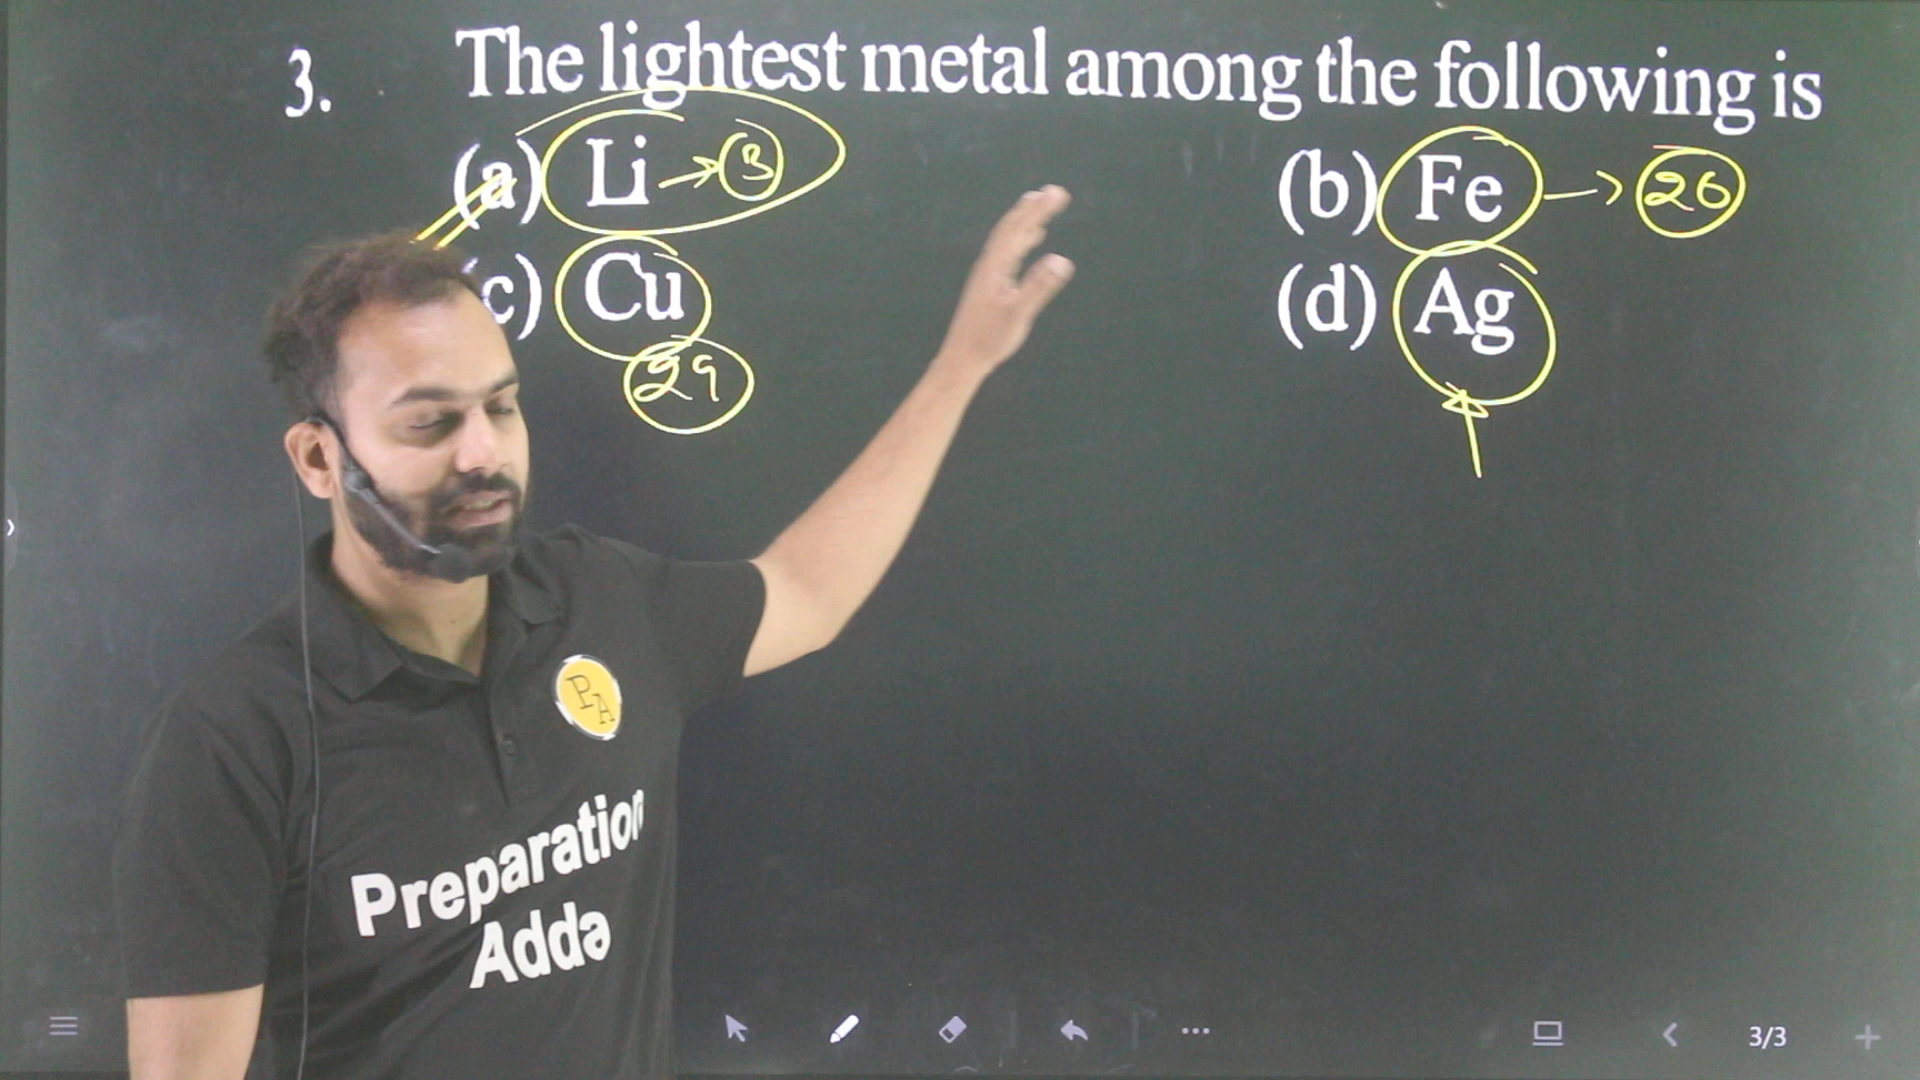 3. The lightest metal among the following is
(a) Li → 3 (b) Fe → 26
c) Cu (d) Ag
29
PA
Preparation
Adda
3/3